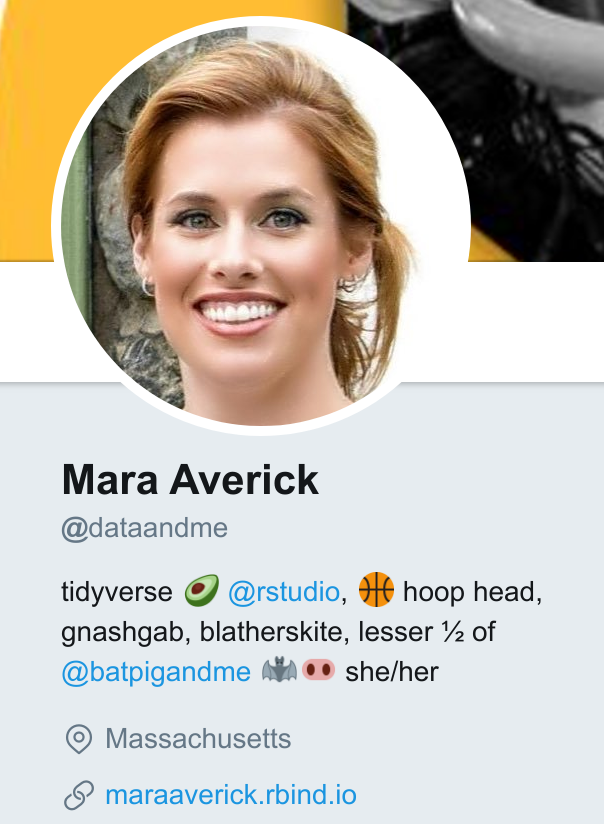 Mara Averick
@dataandme
tidyverse 🥑 @rstudio, 🏀 hoop head,
gnashgab, blatherskite, lesser ½ of
@batpigandme 🦇🐽 she/her
Massachusetts
maraaverick.rbind.io